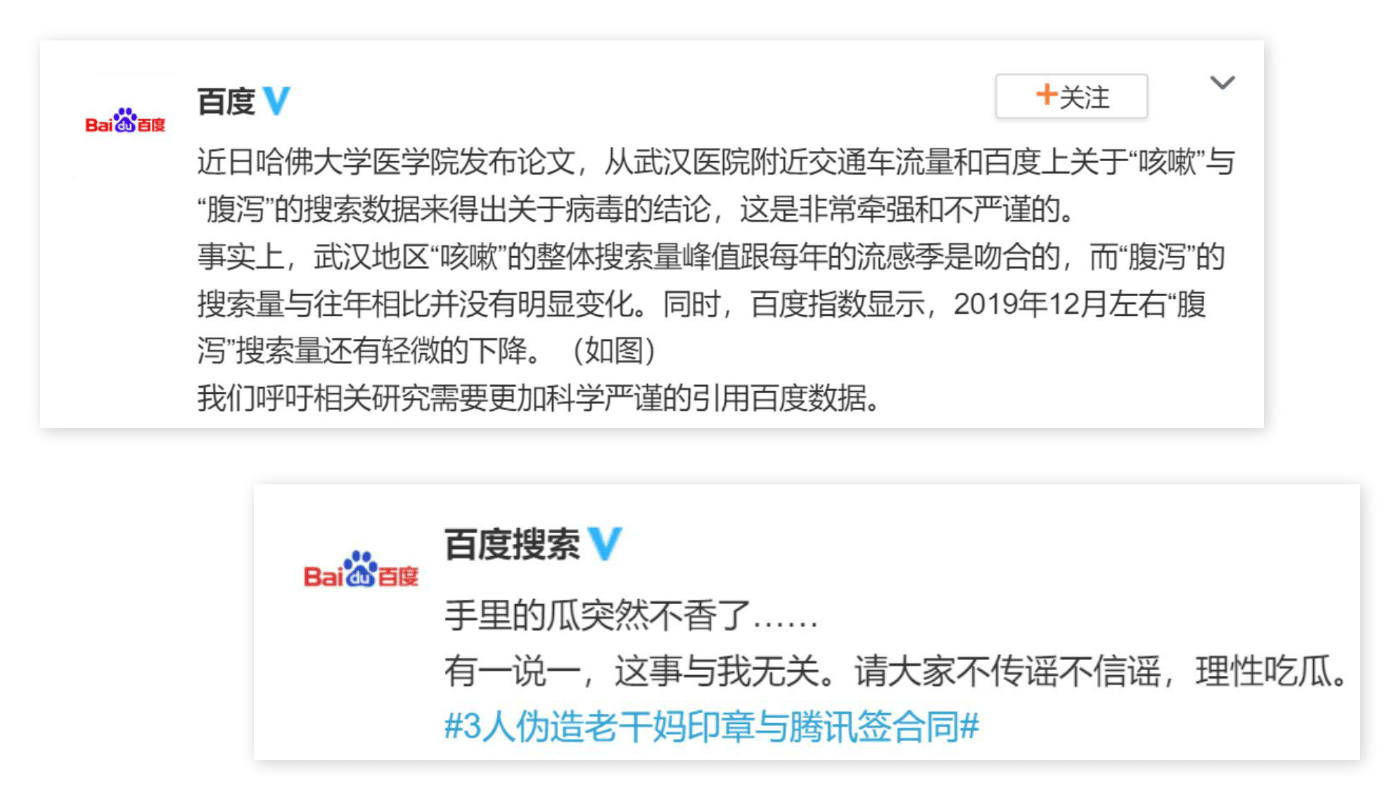 百度
+关注
Bai du 百度
近日哈佛大学医学院发布论文，从武汉医院附近交通车流量和百度上关于“咳嗽”与
“腹泻”的搜索数据来得出关于病毒的结论，这是非常牵强和不严谨的。
事实上，武汉地区“咳嗽”的整体搜索量峰值跟每年的流感季是吻合的，而“腹泻”的
搜索量与往年相比并没有明显变化。同时，百度指数显示，2019年12月左右“腹
泻”搜索量还有轻微的下降。（如图）
我们呼吁相关研究需要更加科学严谨的引用百度数据。
百度搜索
Bai du 百度
手里的瓜突然不香了……
有一说一，这事与我无关。请大家不传谣不信谣，理性吃瓜。
#3人伪造老干妈印章与腾讯签合同#